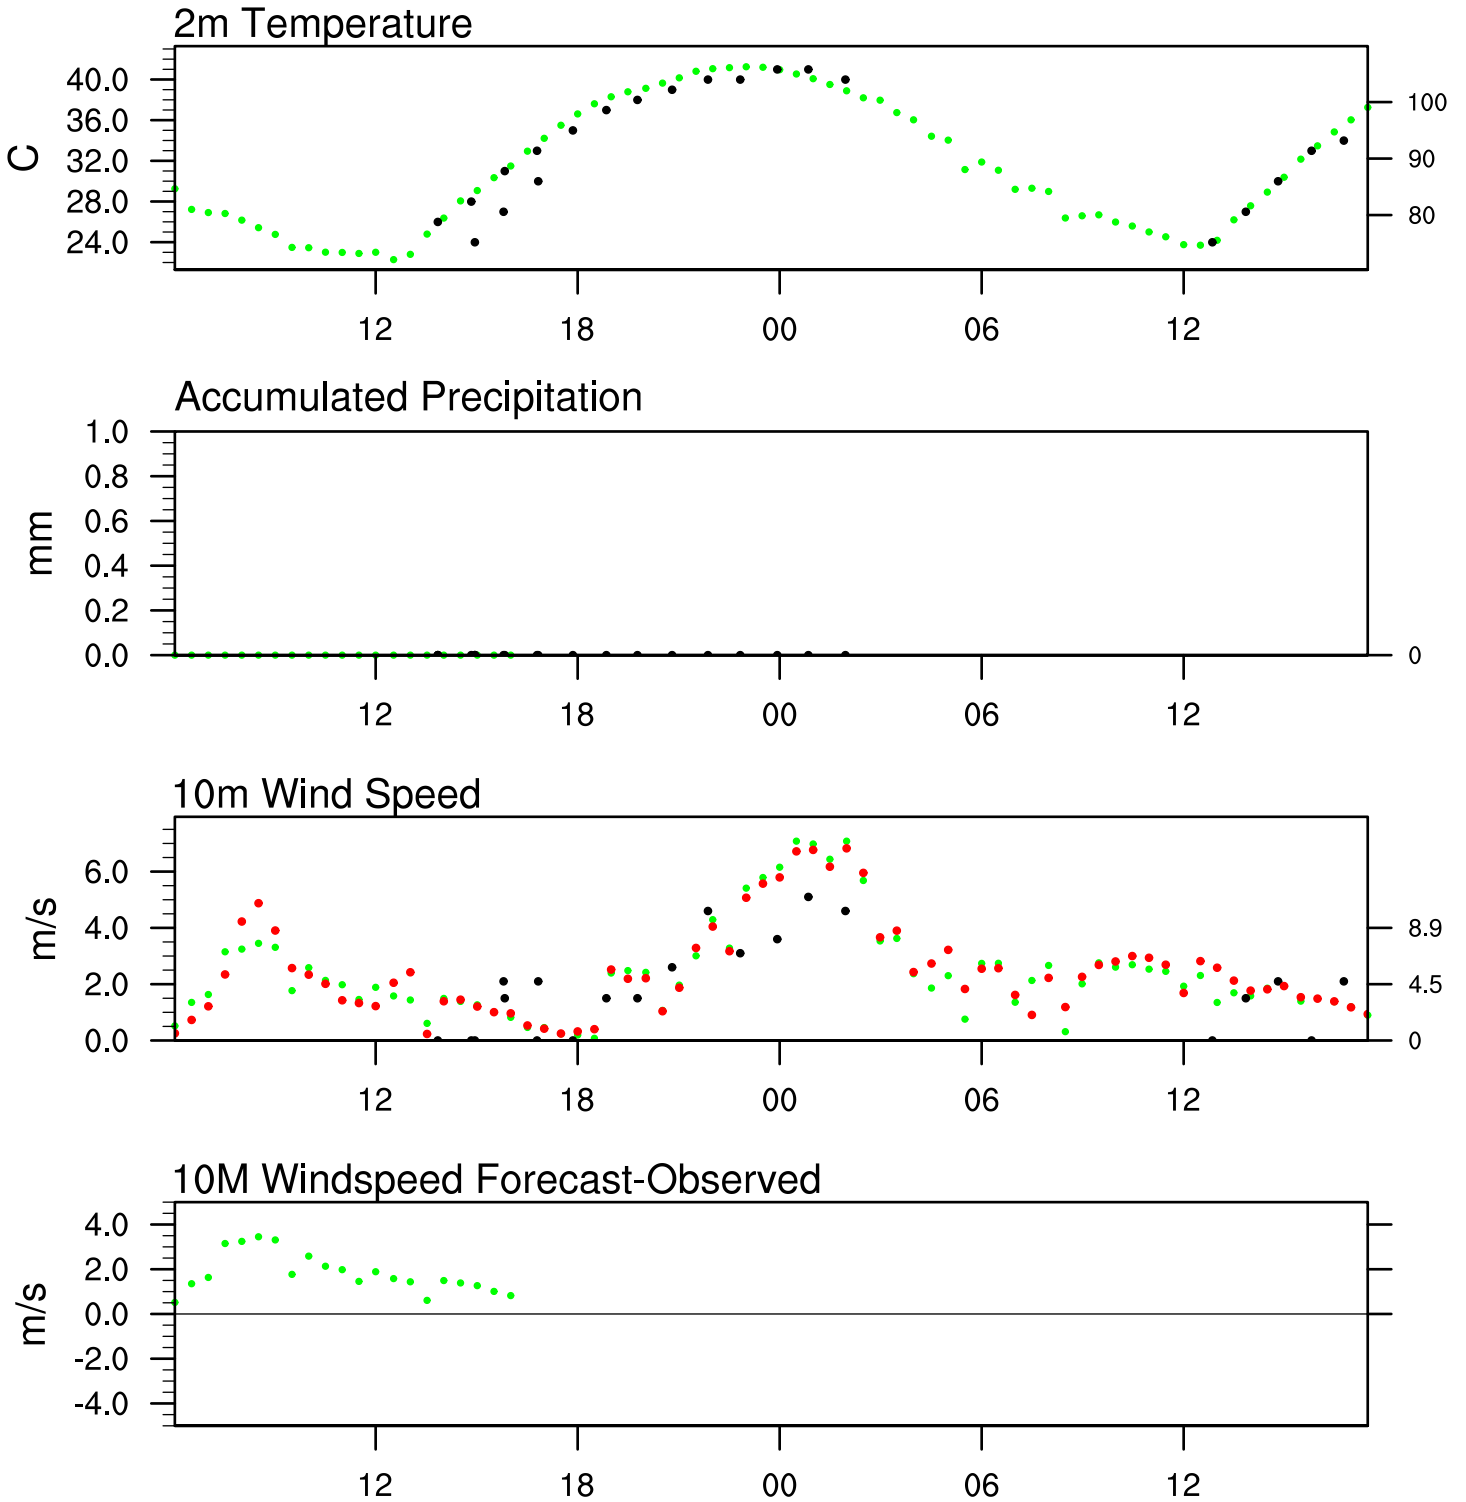 2m Temperature
40.0
36.0
32.0
28.0
24.0
C
100
90
80
12 18 00 06 12
Accumulated Precipitation
1.0
0.8
0.6
0.4
0.2
0.0
mm
0
12 18 00 06 12
10m Wind Speed
6.0
4.0
2.0
0.0
m/s
8.9
4.5
0
12 18 00 06 12
10M Windspeed Forecast-Observed
4.0
2.0
0.0
-2.0
-4.0
m/s
12 18 00 06 12